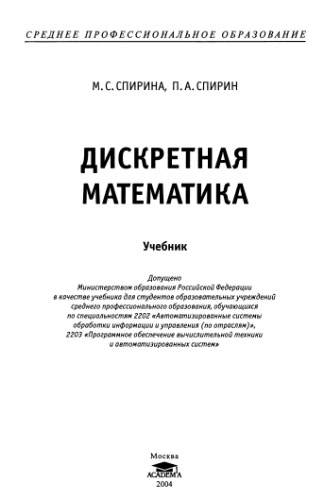 СРЕДНЕЕ ПРОФЕССИОНАЛЬНОЕ ОБРАЗОВАНИЕ
М. С. СПИРИНА, П. А. СПИРИН
ДИСКРЕТНАЯ
МАТЕМАТИКА
Учебник
Допущено
Министерством образования Российской Федерации
в качестве учебника для студентов образовательных учреждений
среднего профессионального образования, обучающихся
по специальностям 2202 «Автоматизированные системы
обработки информации и управления (по отраслям)»,
2203 «Программное обеспечение вычислительной техники
и автоматизированных систем»
Москва
ACADEMA
2004